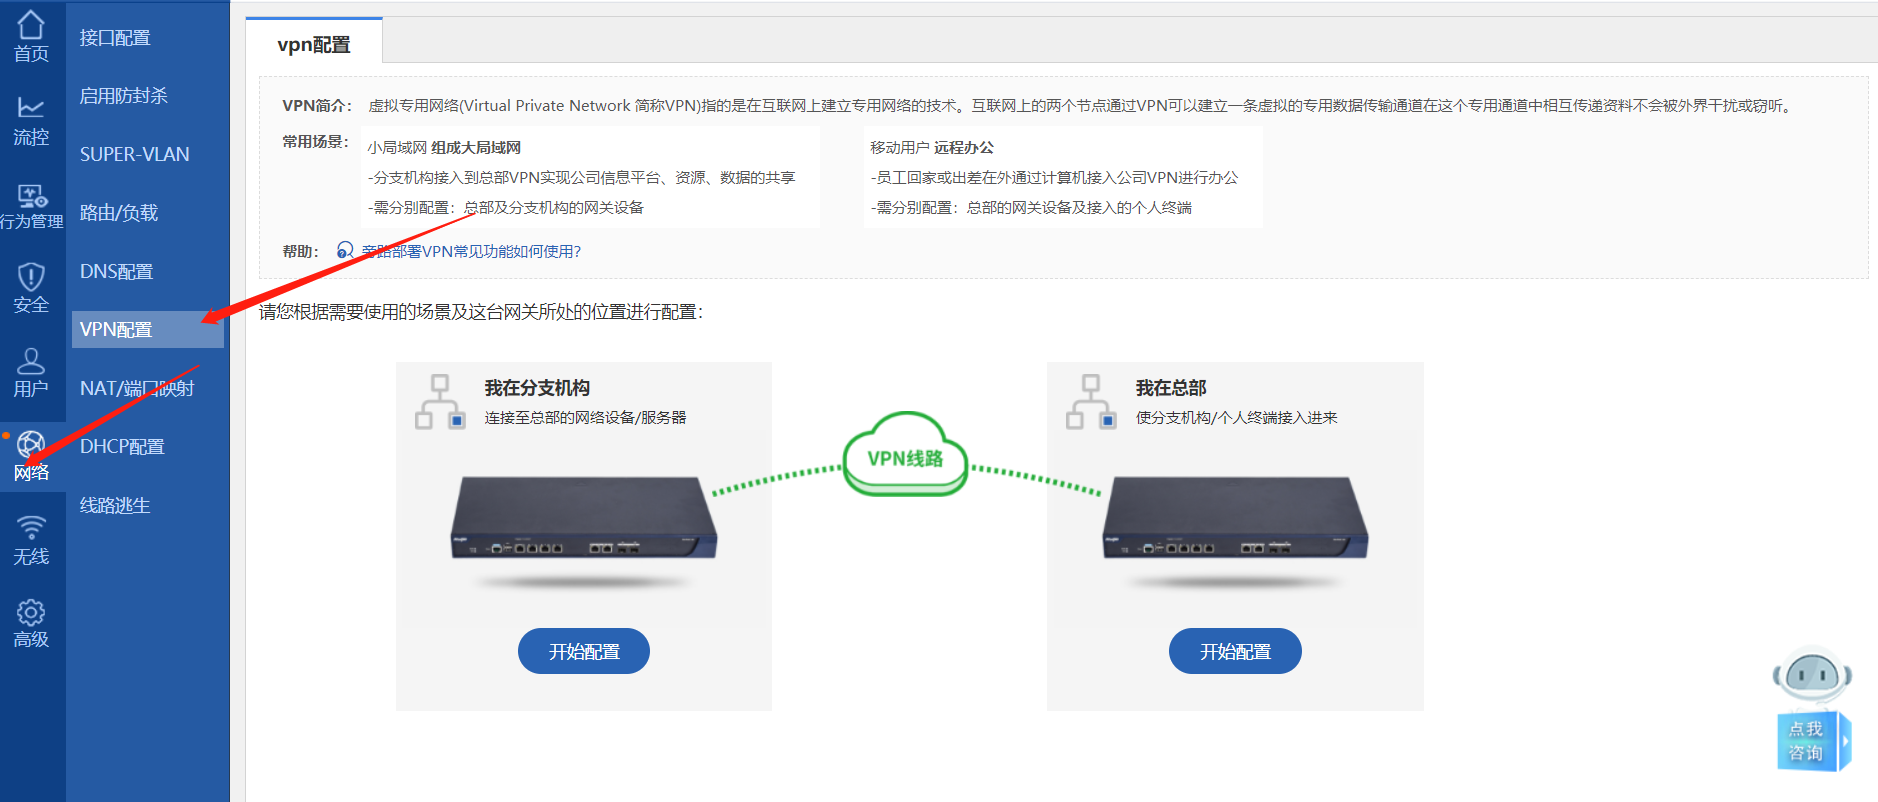 首页
流控
行为管理
安全
用户
网络
无线
高级
接口配置
启用防封杀
SUPER-VLAN
路由/负载
DNS配置
VPN配置
NAT/端口映射
DHCP配置
线路逃生
vpn配置
VPN简介： 虚拟专用网络(Virtual Private Network 简称VPN)指的是在互联网上建立专用网络的技术。互联网上的两个节点通过VPN可以建立一条虚拟的专用数据传输通道在这个专用通道中相互传递资料不会被外界干扰或窃听。
常用场景：
小局域网 组成大局域网
-分支机构接入到总部VPN实现公司信息平台、资源、数据的共享
-需分别配置：总部及分支机构的网关设备
移动用户 远程办公
-员工回家或出差在外通过计算机接入公司VPN进行办公
-需分别配置：总部的网关设备及接入的个人终端
帮助： 旁路部署VPN常见功能如何使用?
请您根据需要使用的场景及这台网关所处的位置进行配置：
我在分支机构
连接至总部的网络设备/服务器
开始配置
VPN线路
我在总部
使分支机构/个人终端接入进来
开始配置
点我
咨询